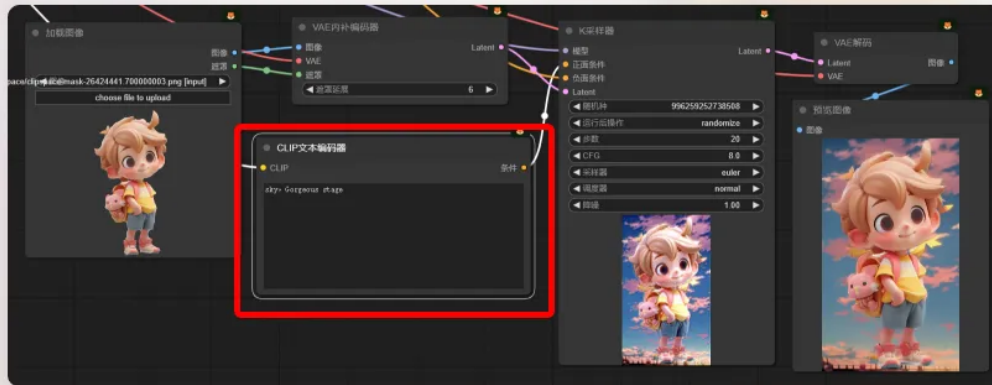 加载图像
图像
遮罩
pace/clipspace-mask-26424441.700000003.png [input]
choose file to upload
VAE内补编码器
图像
VAE
遮罩
Latent
遮罩延展
6
CLIP文本编码器
CLIP
条件
sky, Gorgeous stage
K采样器
模型
正面条件
负面条件
Latent
Latent
随机种
996259252738508
运行后操作
randomize
步数
20
CFG
8.0
采样器
euler
调度器
normal
降噪
1.00
VAE解码
Latent
VAE
图像
预览图像
图像